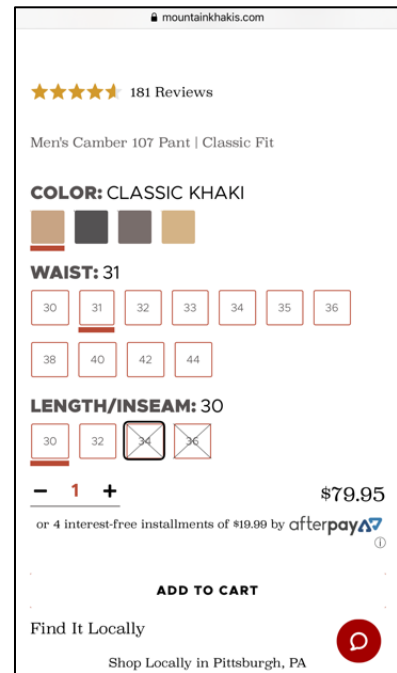 mountainkhakis.com
181 Reviews
Men's Camber 107 Pant | Classic Fit
COLOR: CLASSIC KHAKI
WAIST: 31
30 31 32 33 34 35 36
38 40 42 44
LENGTH/INSEAM: 30
30 32 34 36
− 1 + $79.95
or 4 interest-free installments of $19.99 by afterpay
ADD TO CART
Find It Locally
Shop Locally in Pittsburgh, PA